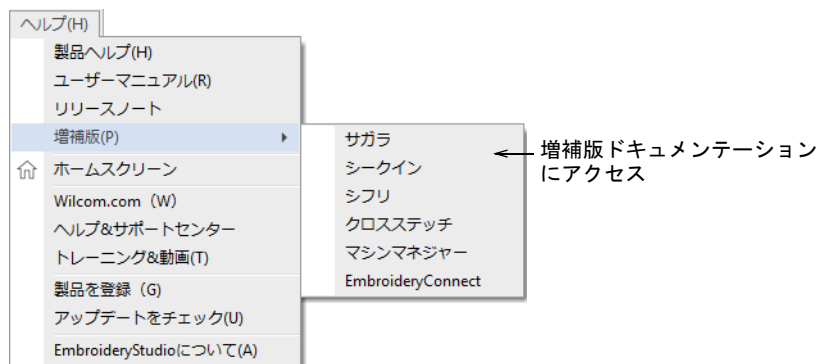 ヘルプ(H)
製品ヘルプ(H)
ユーザーマニュアル(R)
リリースノート
増補版(P)
ホームスクリーン
Wilcom.com（W）
ヘルプ&サポートセンター
トレーニング&動画(T)
製品を登録（G）
アップデートをチェック(U)
EmbroideryStudioについて(A)
サガラ
シークイン
シフリ
クロスステッチ
マシンマネジャー
EmbroideryConnect
増補版ドキュメンテーション
にアクセス